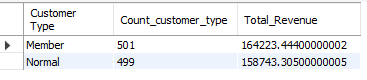 Customer Type Count_customer_type Total_Revenue
Member 501 164223.44400000002
Normal 499 158743.30500000005